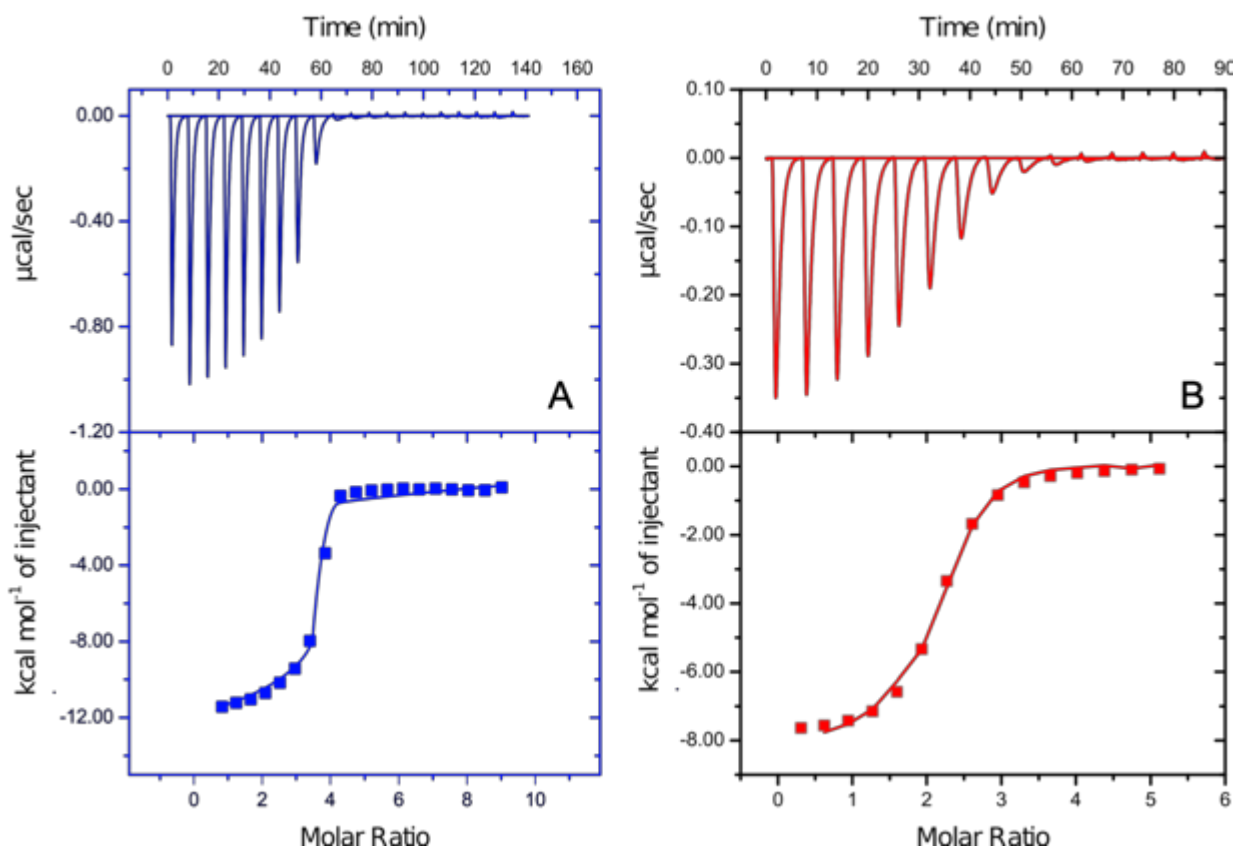 Time (min)
0 20 40 60 80 100 120 140 160
0.00
-0.40
-0.80
-1.20
µcal/sec
A
0.00
-4.00
-8.00
-12.00
kcal mol⁻¹ of injectant
0 2 4 6 8 10
Molar Ratio
Time (min)
0 10 20 30 40 50 60 70 80 90
0.10
0.00
-0.10
-0.20
-0.30
-0.40
µcal/sec
B
0.00
-2.00
-4.00
-6.00
-8.00
kcal mol⁻¹ of injectant
0 1 2 3 4 5 6
Molar Ratio